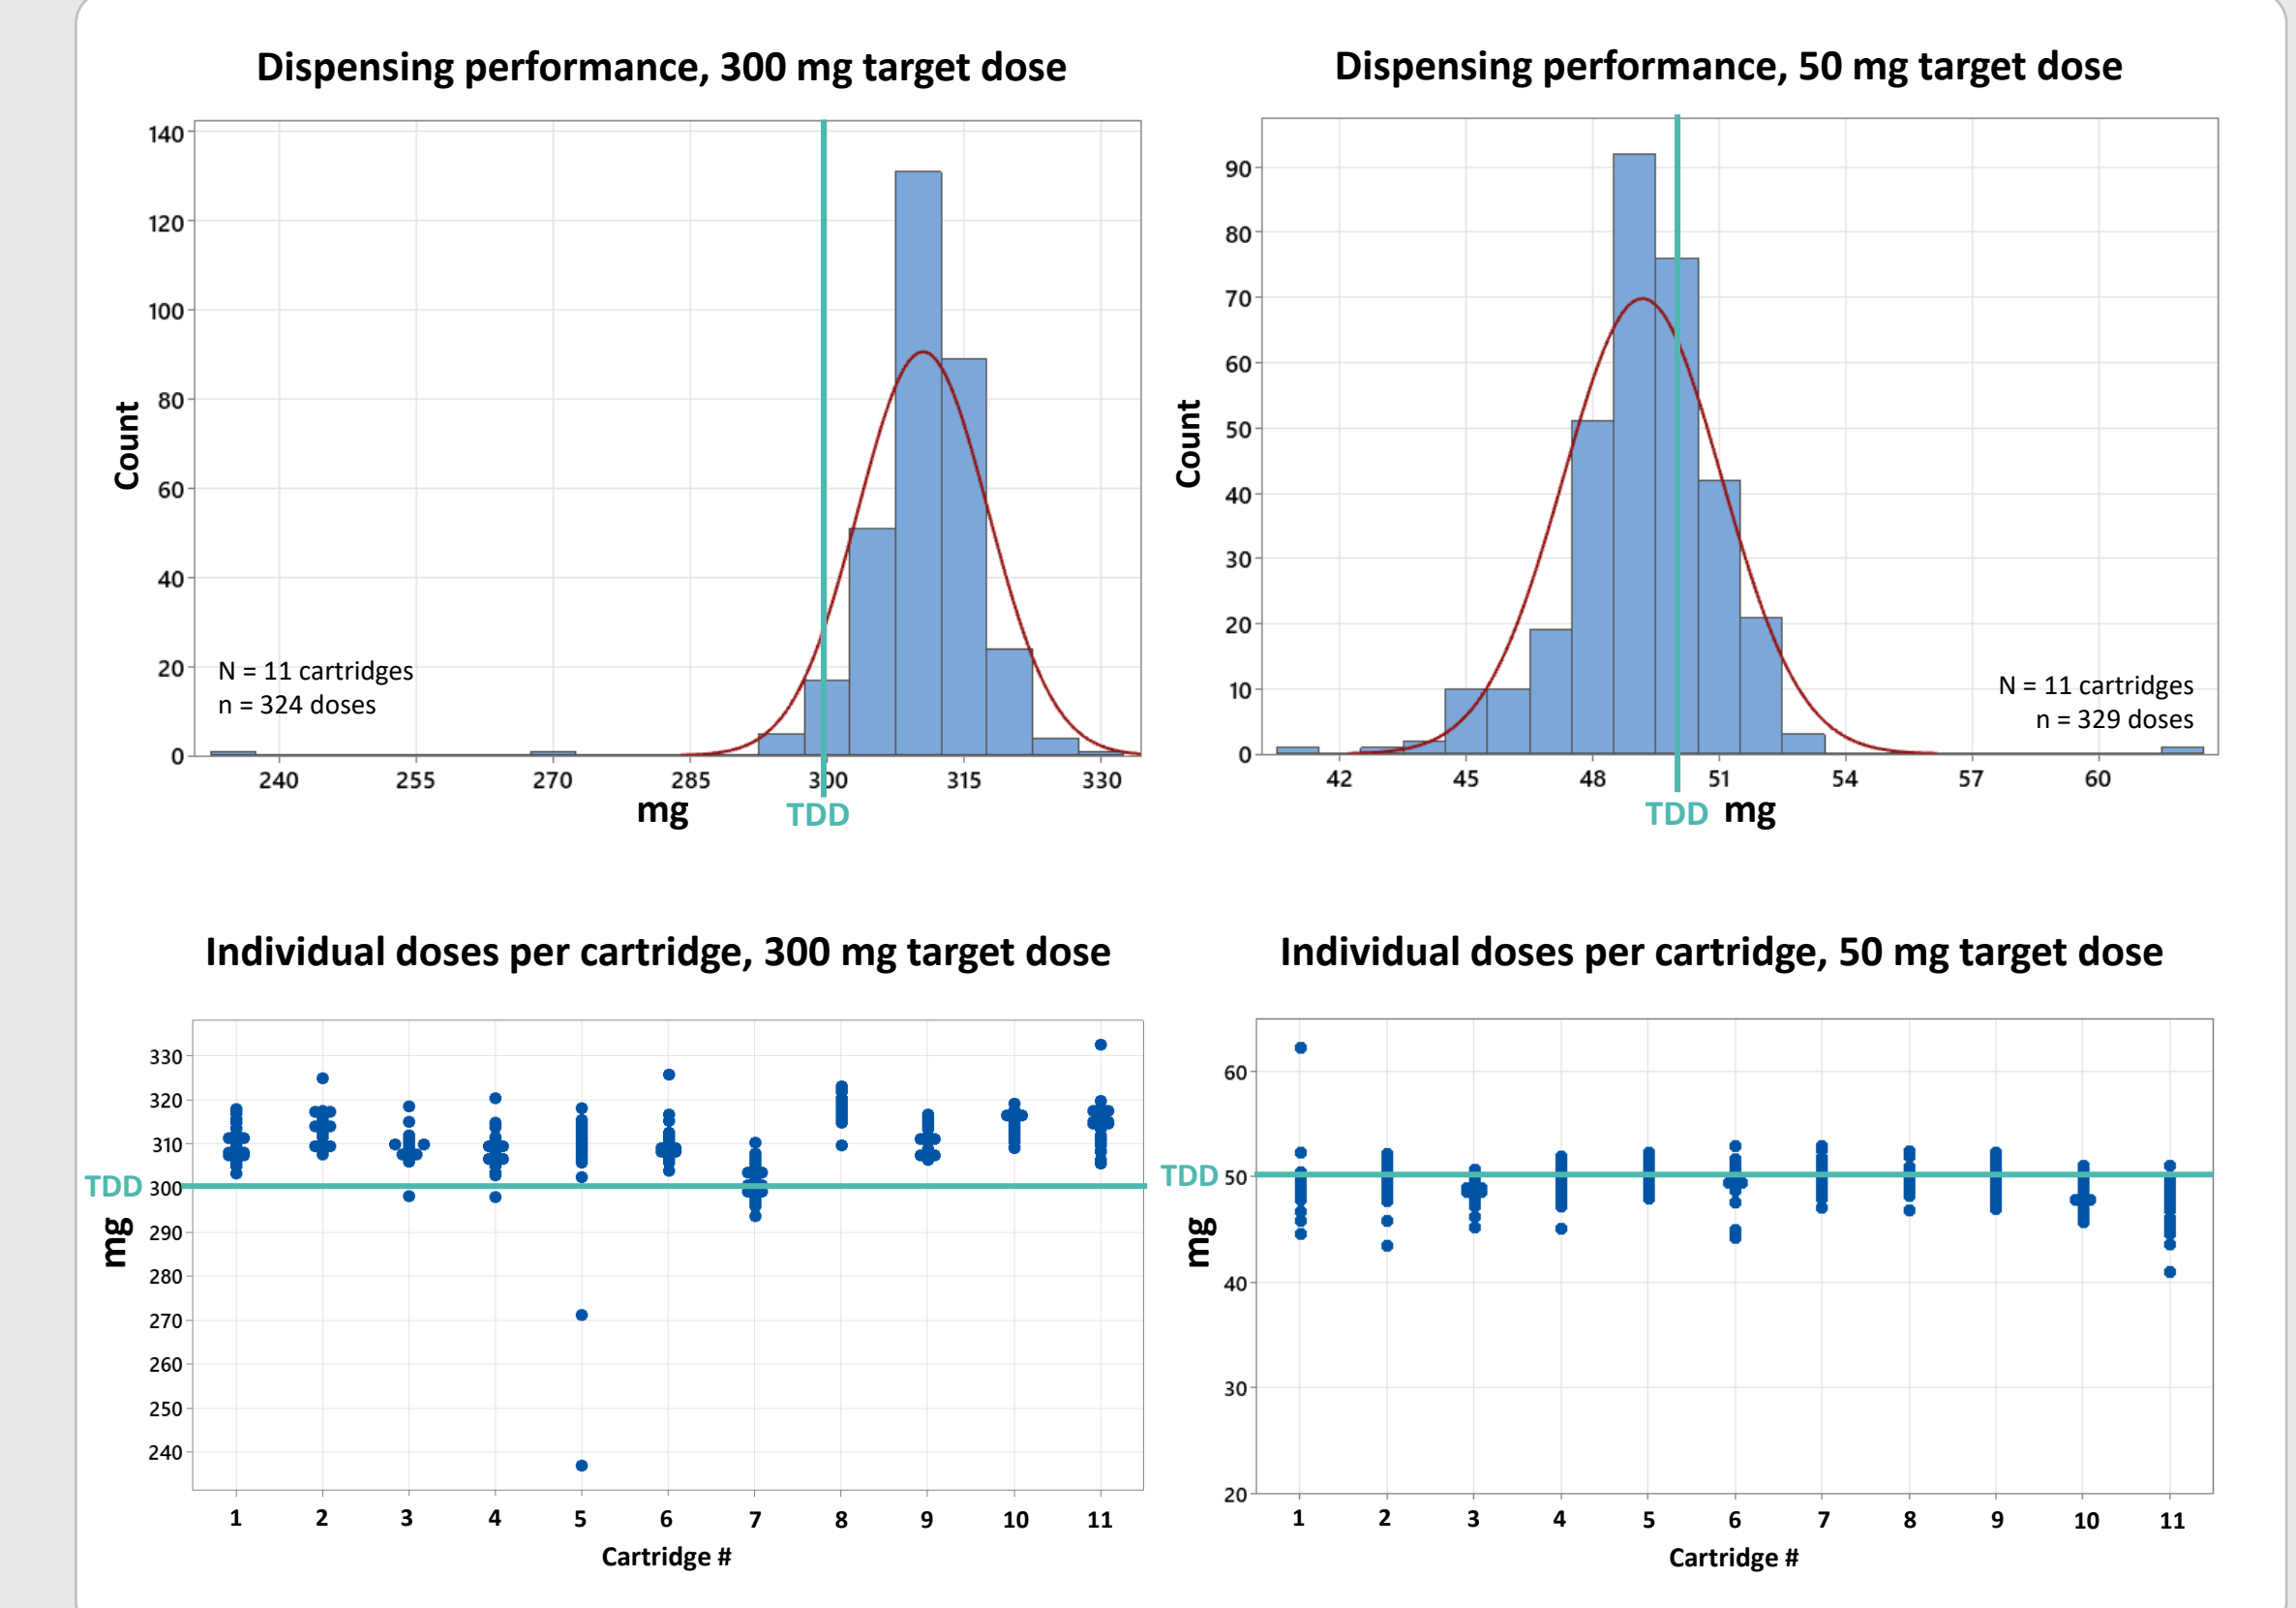 Dispensing performance, 300 mg target dose
140
120
100
80
60
40
20
0
Count
N = 11 cartridges
n = 324 doses
240 255 270 285 300 315 330
mg
TDD
Dispensing performance, 50 mg target dose
90
80
70
60
50
40
30
20
10
0
Count
N = 11 cartridges
n = 329 doses
42 45 48 51 54 57 60
TDD mg
Individual doses per cartridge, 300 mg target dose
330
320
310
TDD 300
290
280
270
260
250
240
mg
1 2 3 4 5 6 7 8 9 10 11
Cartridge #
Individual doses per cartridge, 50 mg target dose
60
TDD 50
40
30
20
mg
1 2 3 4 5 6 7 8 9 10 11
Cartridge #